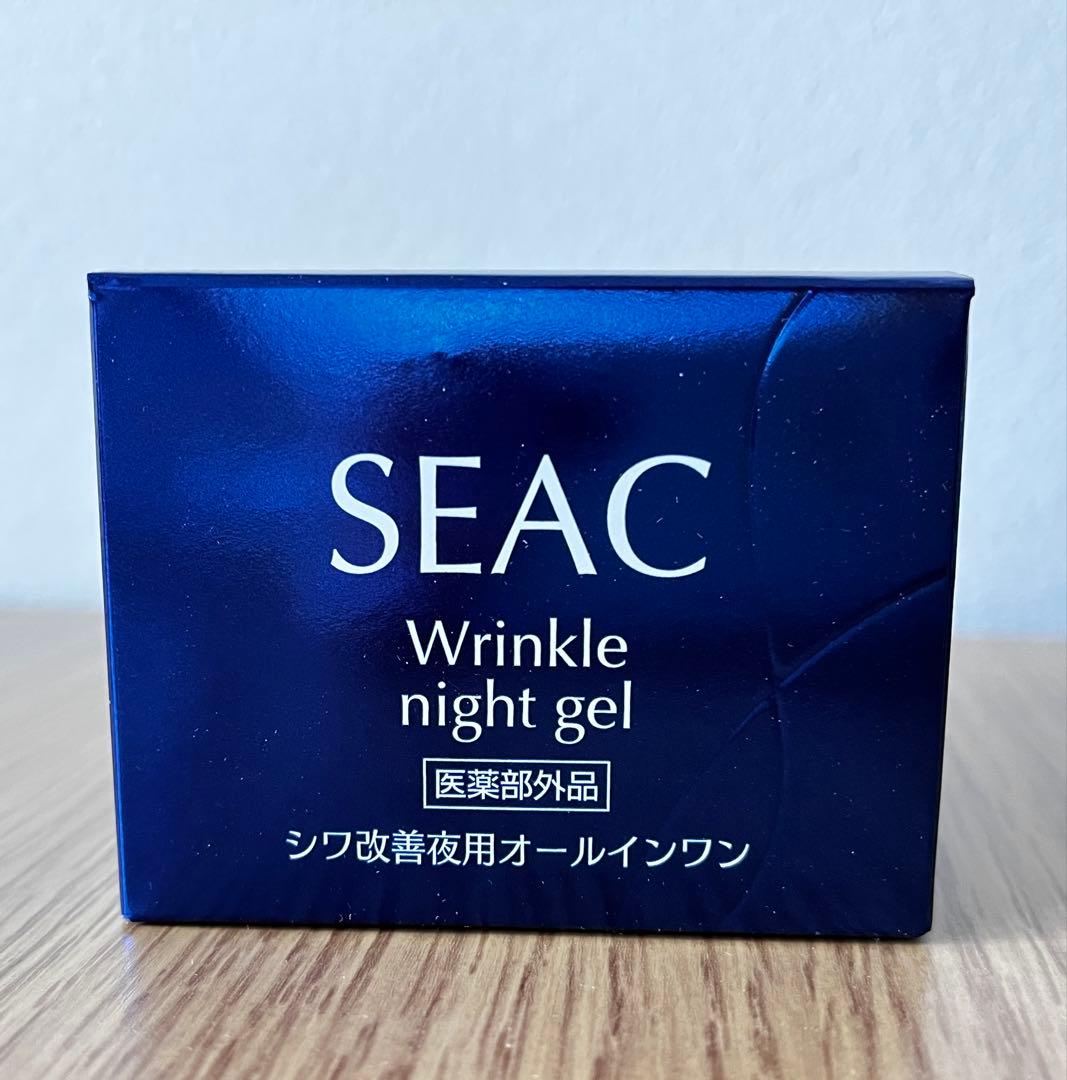 SEAC
Wrinkle
night gel
医薬部外品
シワ改善夜用オールインワン